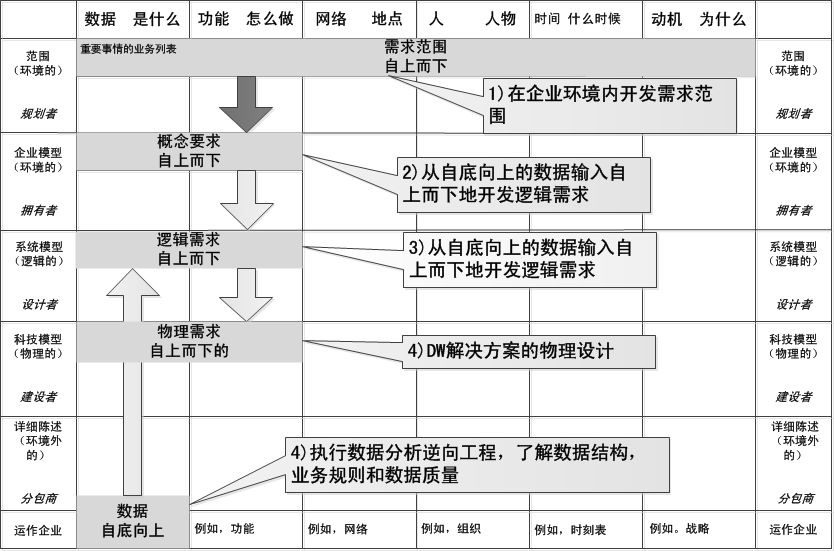 数据 是什么 功能 怎么做 网络 地点 人 人物 时间 什么时候 动机 为什么
范围
（环境的）
规划者
重要事情的业务列表
需求范围
自上而下
范围
（环境的）
规划者
1)在企业环境内开发需求范
围
企业模型
（环境的）
拥有者
概念要求
自上而下
2)从自底向上的数据输入自
上而下地开发逻辑需求
企业模型
（环境的）
拥有者
系统模型
（逻辑的）
设计者
逻辑需求
自上而下
3)从自底向上的数据输入自
上而下地开发逻辑需求
系统模型
（逻辑的）
设计者
科技模型
（物理的）
建设者
物理需求
自上而下的
4)DW解决方案的物理设计
科技模型
（物理的）
建设者
详细陈述
（环境外
的）
分包商
4)执行数据分析逆向工程，了解数据结构，
业务规则和数据质量
详细陈述
（环境外
的）
分包商
运作企业
数据
自底向上
例如，功能
例如，网络
例如，组织
例如，时刻表
例如。战略
运作企业